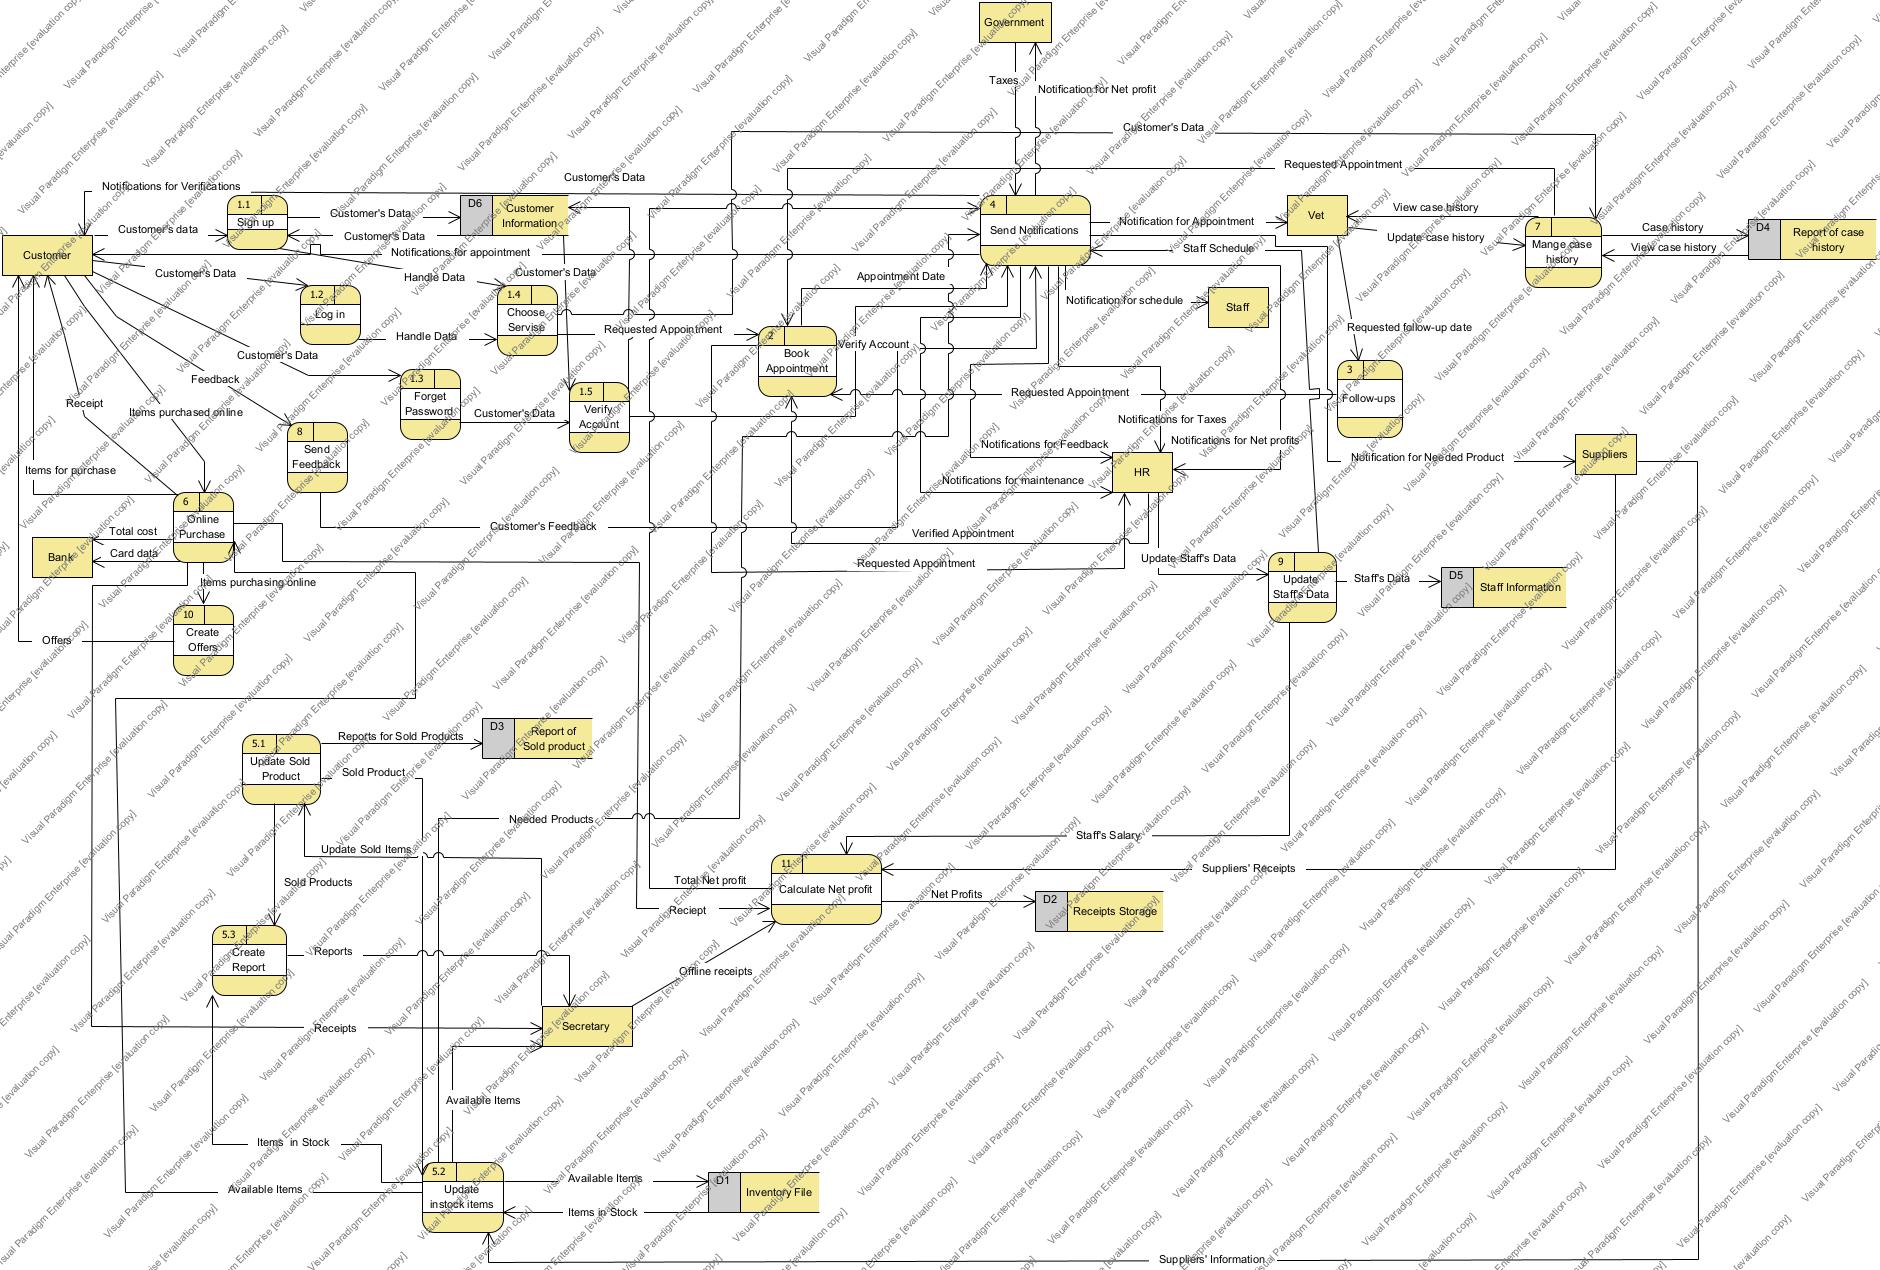 Government
Taxes
Notification for Net profit
Customer's Data
Requested Appointment
Customer's Data
Notifications for Verifications
1.1
Sign up
D6
Customer
Information
4
Send Notifications
Vet
View case history
7
Mange case
history
Case history
D4
Report of case
history
Customer's Data
Customer's data
Customer's Data
Notification for Appointment
Update case history
View case history
Customer
Notifications for appointment
Staff Schedule
Customer's Data
Handle Data
Customer's Data
Appointment Date
1.2
Log in
1.4
Choose
Servise
Notification for schedule
Staff
Handle Data
Requested Appointment
2
Book
Appointment
Verify Account
Requested follow-up date
Customer's Data
Feedback
1.3
Forget
Password
1.5
Verify
Account
3
Follow-ups
Requested Appointment
Receipt
Items purchased online
Customer's Data
Notifications for Taxes
8
Send
Feedback
Notifications for Feedback
Notifications for Net profits
Suppliers
Items for purchase
HR
Notification for Needed Product
Notifications for maintenance
6
Online
Purchase
Customer's Feedback
Total cost
Verified Appointment
Bank
Card data
Requested Appointment
Update Staff's Data
9
Update
Staff's Data
Staff's Data
D5
Staff Information
Items purchasing online
10
Create
Offers
Offers
5.1
Update Sold
Product
Reports for Sold Products
D3
Report of
Sold product
Sold Product
Needed Products
Staff's Salary
Update Sold Items
11
Calculate Net profit
Suppliers' Receipts
Sold Products
Total Net profit
Net Profits
D2
Receipts Storage
Reciept
5.3
Create
Report
Reports
Offline receipts
Receipts
Secretary
Available Items
Items in Stock
5.2
Update
instock items
Available Items
D1
Inventory File
Available Items
Items in Stock
Suppliers' Information
Visual Paradigm Enterprise [evaluation copy]